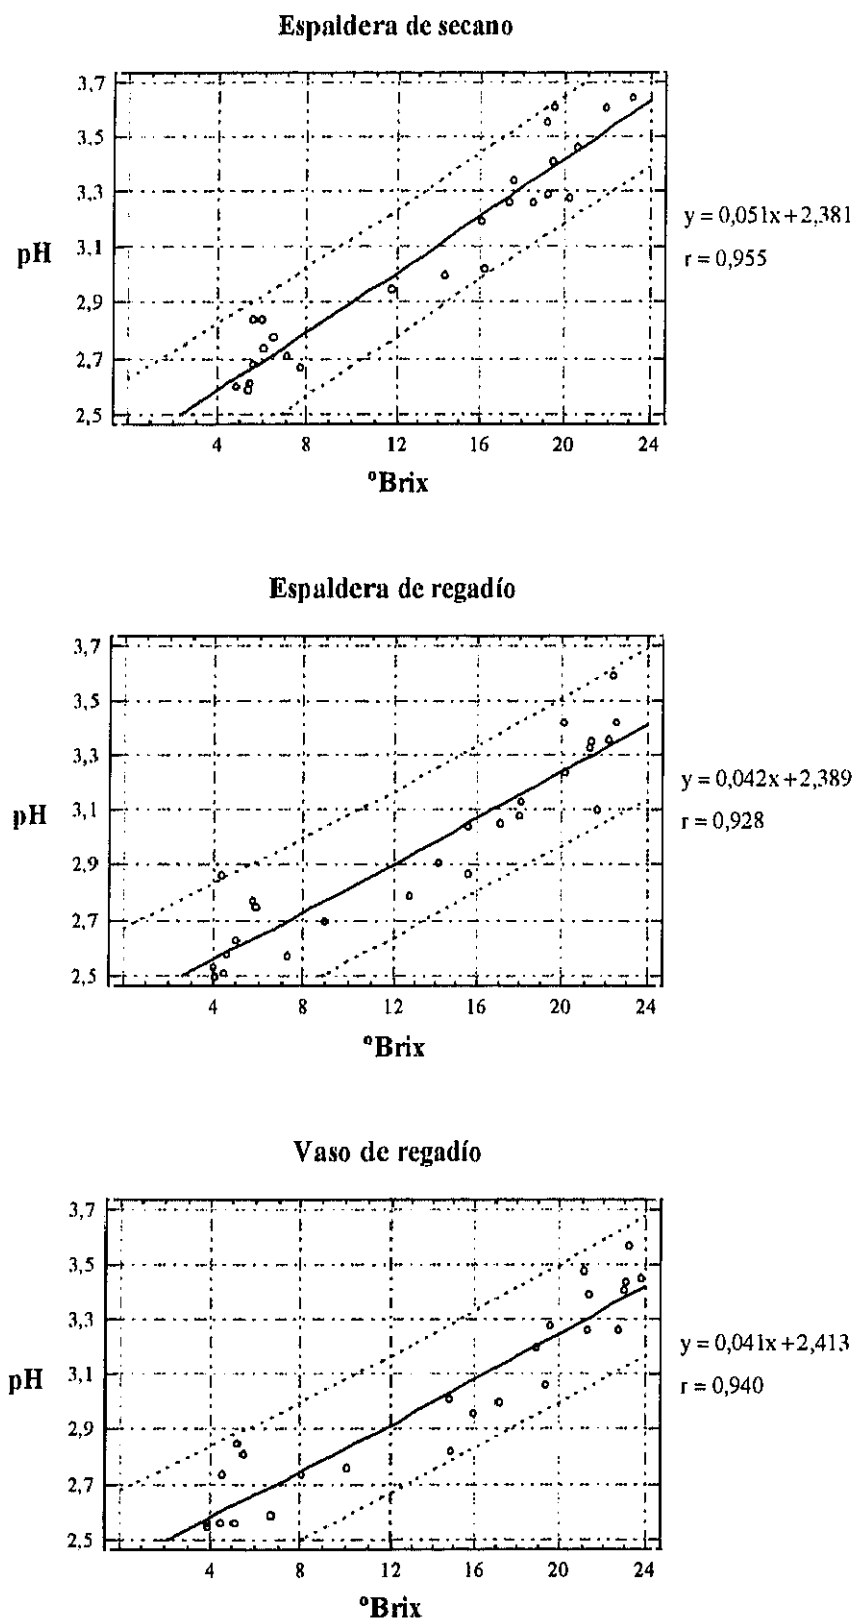 Espaldera de secano
3,7
3,5
3,3
3,1
2,9
2,7
2,5
pH
4 8 12 16 20 24
ºBrix
y = 0,051x+2,381
r = 0,955
Espaldera de regadío
3,7
3,5
3,3
3,1
2,9
2,7
2,5
pH
4 8 12 16 20 24
ºBrix
y = 0,042x+2,389
r = 0,928
Vaso de regadío
3,7
3,5
3,3
3,1
2,9
2,7
2,5
pH
4 8 12 16 20 24
ºBrix
y = 0,041x+2,413
r = 0,940